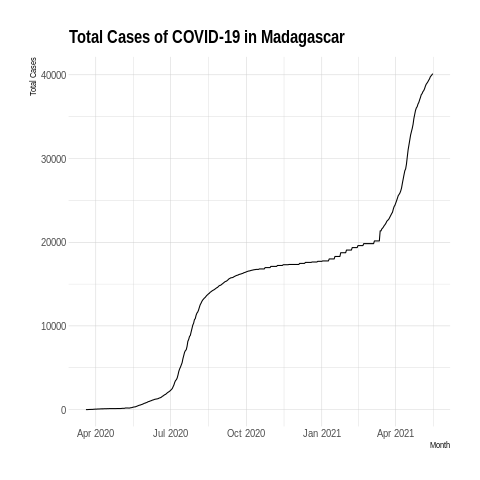 Total Cases of COVID-19 in Madagascar
Total Cases
40000
30000
20000
10000
0
Apr 2020 Jul 2020 Oct 2020 Jan 2021 Apr 2021
Month